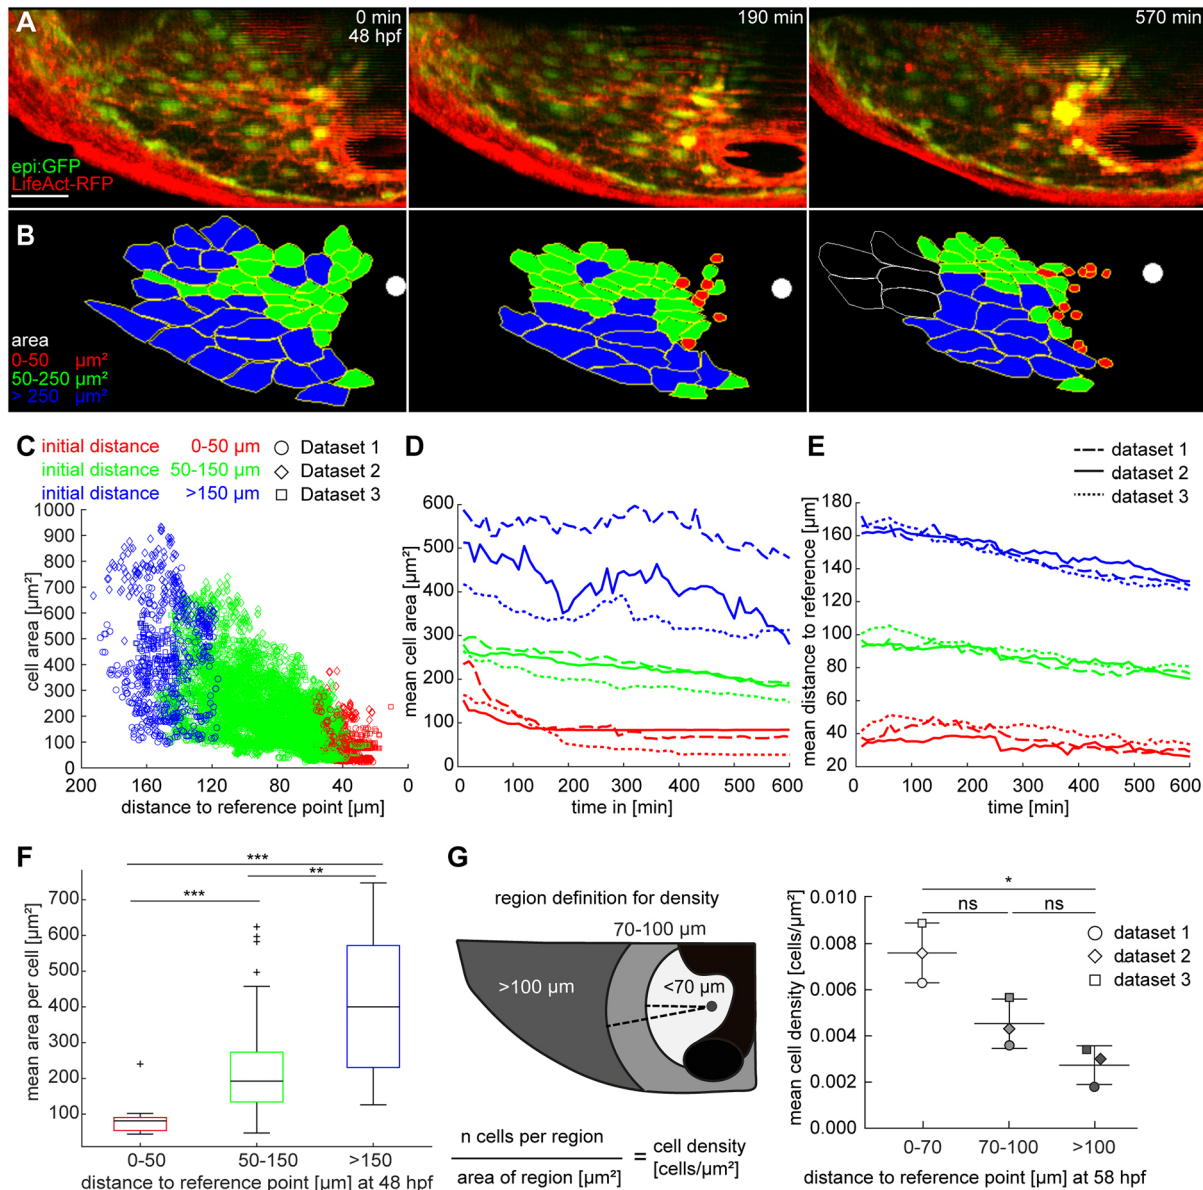 A
0 min
48 hpf
190 min
570 min
epi:GFP
LifeAct-RFP
B
area
0-50 µm²
50-250 µm²
> 250 µm²
C
initial distance 0-50 µm
initial distance 50-150 µm
initial distance >150 µm
Dataset 1
Dataset 2
Dataset 3
1000
900
800
700
600
500
400
300
200
100
0
cell area [µm²]
200 160 120 80 40 0
distance to reference point [µm]
D
600
500
400
300
200
100
0
mean cell area [µm²]
0 100 200 300 400 500 600
time in [min]
E
dataset 1
dataset 2
dataset 3
180
160
140
120
100
80
60
40
20
mean distance to reference [µm]
0 100 200 300 400 500 600
time [min]
F
***
***
**
700
600
500
400
300
200
100
mean area per cell [µm²]
0-50 50-150 >150
distance to reference point [µm] at 48 hpf
G
region definition for density
70-100 µm
>100 µm
<70 µm
n cells per region
area of region [µm²]
= cell density
[cells/µm²]
*
ns ns
dataset 1
dataset 2
dataset 3
0.010
0.008
0.006
0.004
0.002
0.000
mean cell density [cells/µm²]
0-70 70-100 >100
distance to reference point [µm] at 58 hpf